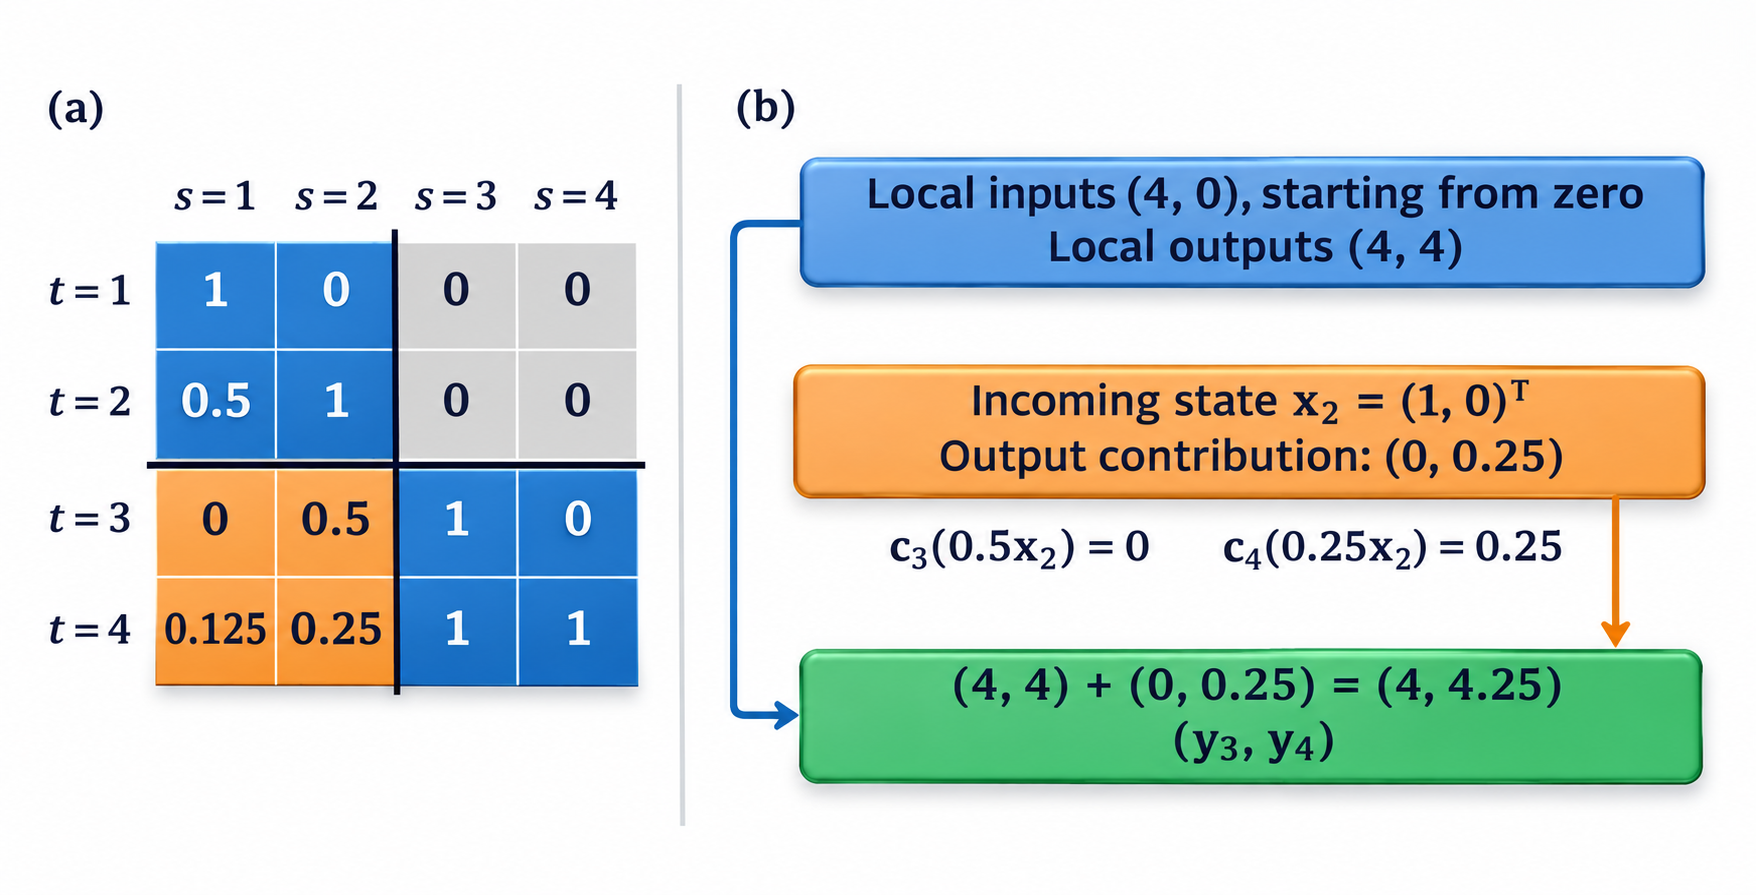 (a)
s = 1 s = 2 s = 3 s = 4
t = 1 1 0 0 0
t = 2 0.5 1 0 0
t = 3 0 0.5 1 0
t = 4 0.125 0.25 1 1
(b)
Local inputs (4, 0), starting from zero
Local outputs (4, 4)
Incoming state x₂ = (1, 0)ᵀ
Output contribution: (0, 0.25)
c₃(0.5x₂) = 0 c₄(0.25x₂) = 0.25
(4, 4) + (0, 0.25) = (4, 4.25)
(y₃, y₄)